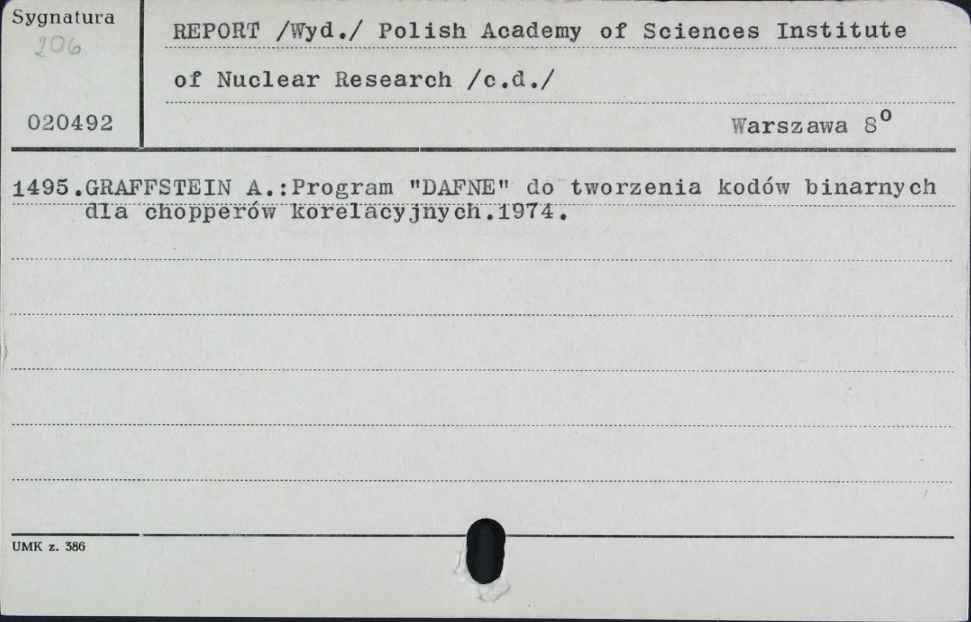 Sygnatura
206
020492
REPORT /Wyd./ Polish Academy of Sciences Institute
of Nuclear Research /c.d./
Warszawa 8°
1495.GRAFFSTEIN A.:Program "DAFNE" do tworzenia kodów binarnych
dla chopperów korelacyjnych.1974.
UMK z. 386